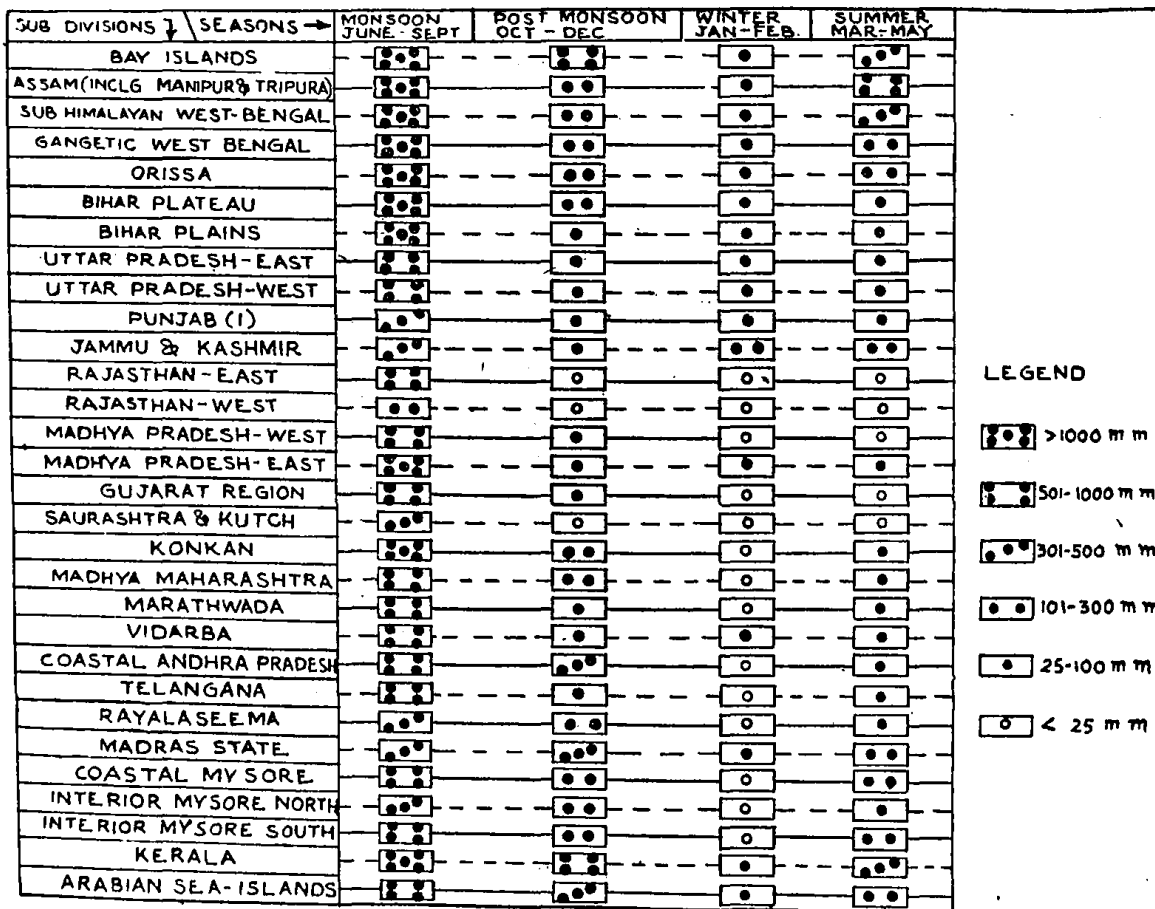 SUB DIVISIONS SEASONS
MONSOON
JUNE-SEPT
POST MONSOON
OCT-DEC
WINTER
JAN-FEB.
SUMMER
MAR-MAY
BAY ISLANDS
ASSAM(INCLG MANIPUR & TRIPURA)
SUB HIMALAYAN WEST-BENGAL
GANGETIC WEST BENGAL
ORISSA
BIHAR PLATEAU
BIHAR PLAINS
UTTAR PRADESH-EAST
UTTAR PRADESH-WEST
PUNJAB (I)
JAMMU & KASHMIR
RAJASTHAN-EAST
RAJASTHAN-WEST
MADHYA PRADESH-WEST
MADHYA PRADESH-EAST
GUJARAT REGION
SAURASHTRA & KUTCH
KONKAN
MADHYA MAHARASHTRA
MARATHWADA
VIDARBA
COASTAL ANDHRA PRADESH
TELANGANA
RAYALASEEMA
MADRAS STATE
COASTAL MYSORE
INTERIOR MYSORE NORTH
INTERIOR MYSORE SOUTH
KERALA
ARABIAN SEA-ISLANDS
LEGEND
>1000 mm
501-1000 mm
301-500 mm
101-300 mm
25-100 mm
< 25 mm